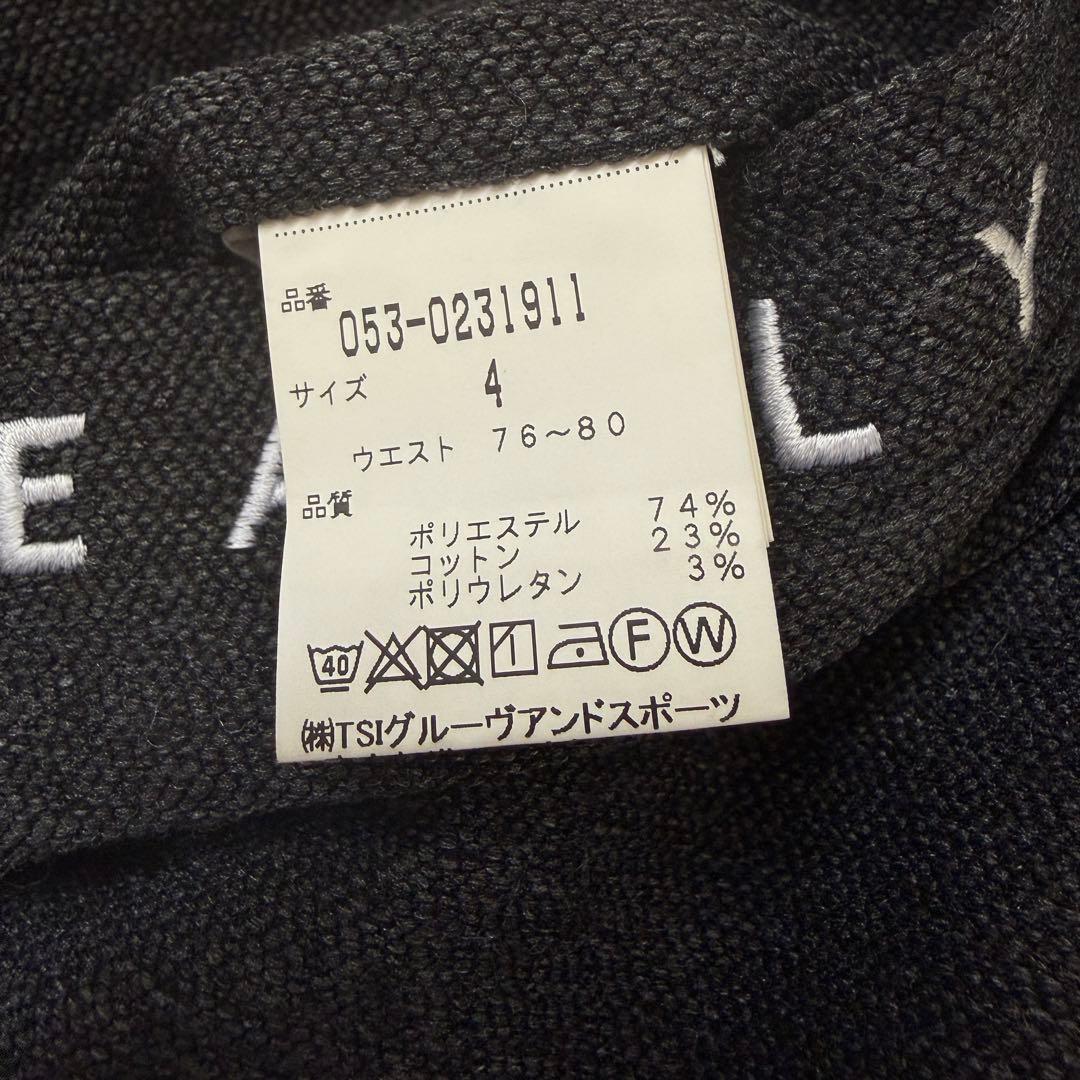 品番
053-0231911
サイズ 4
ウエスト 76~80
品質
ポリエステル 74%
コットン 23%
ポリウレタン 3%
40 F W
㈱TSIグルーヴアンドスポーツ
E A L Y